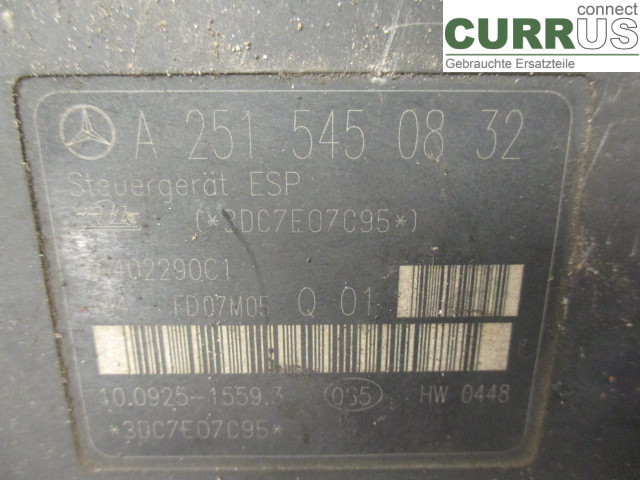 connect
CURRUS
Gebrauchte Ersatzteile
A 251 545 08 32
Steuergerät ESP
(*3DC7E07C95*)
402290C1
FD07M05 Q 01
10.0925-1559.3 HW 0448
*3DC7E07C95*